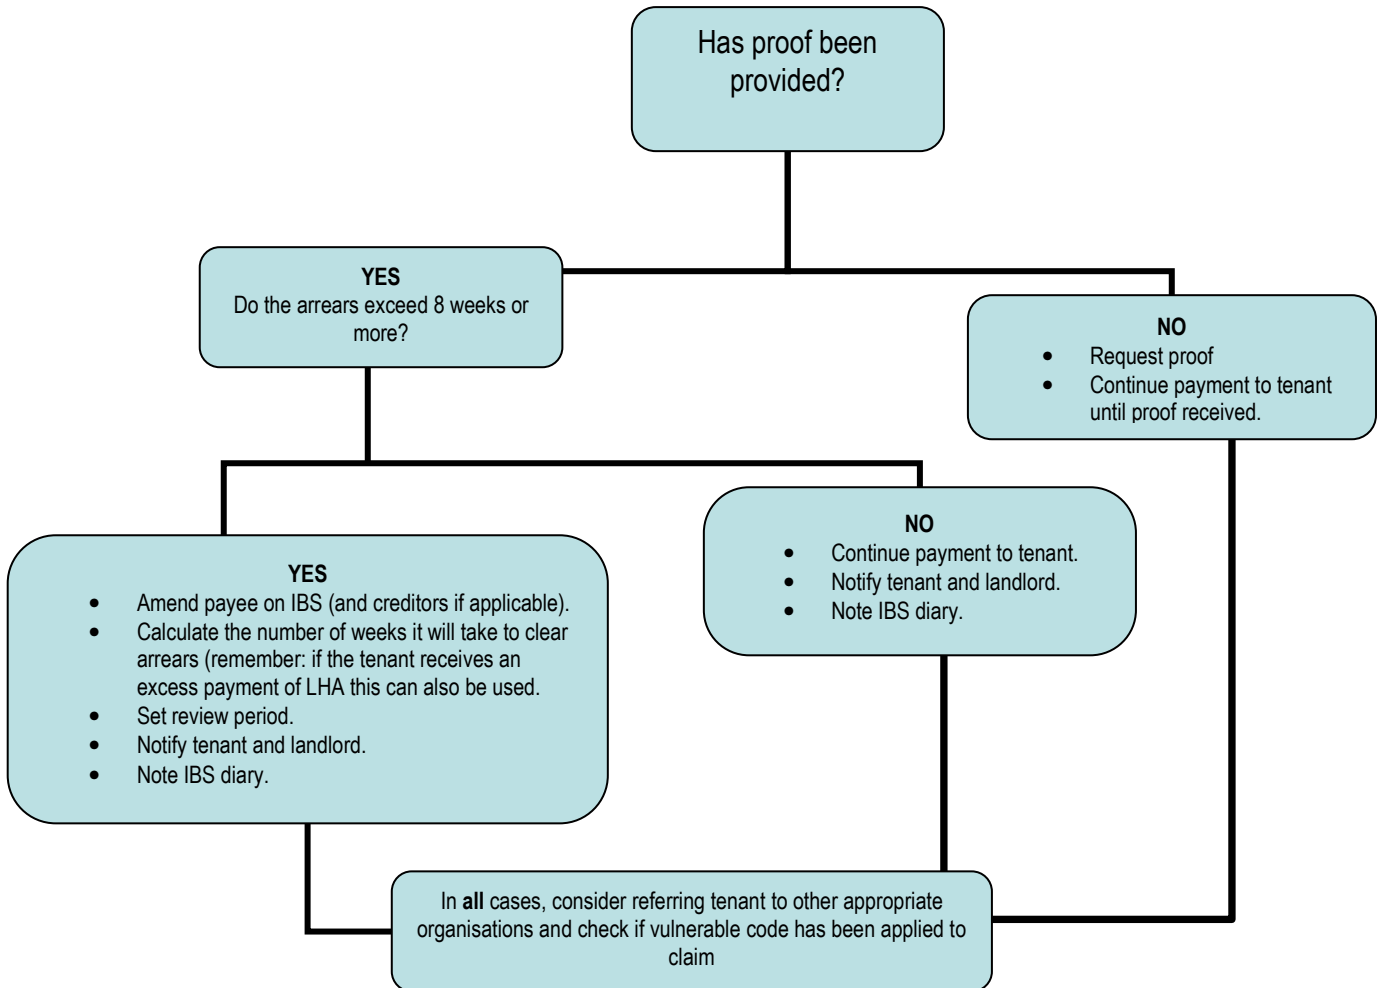 Has proof been
provided?
YES
Do the arrears exceed 8 weeks or
more?
NO
• Request proof
• Continue payment to tenant
until proof received.
NO
• Continue payment to tenant.
• Notify tenant and landlord.
• Note IBS diary.
YES
• Amend payee on IBS (and creditors if applicable).
• Calculate the number of weeks it will take to clear
arrears (remember: if the tenant receives an
excess payment of LHA this can also be used.
• Set review period.
• Notify tenant and landlord.
• Note IBS diary.
In all cases, consider referring tenant to other appropriate
organisations and check if vulnerable code has been applied to
claim